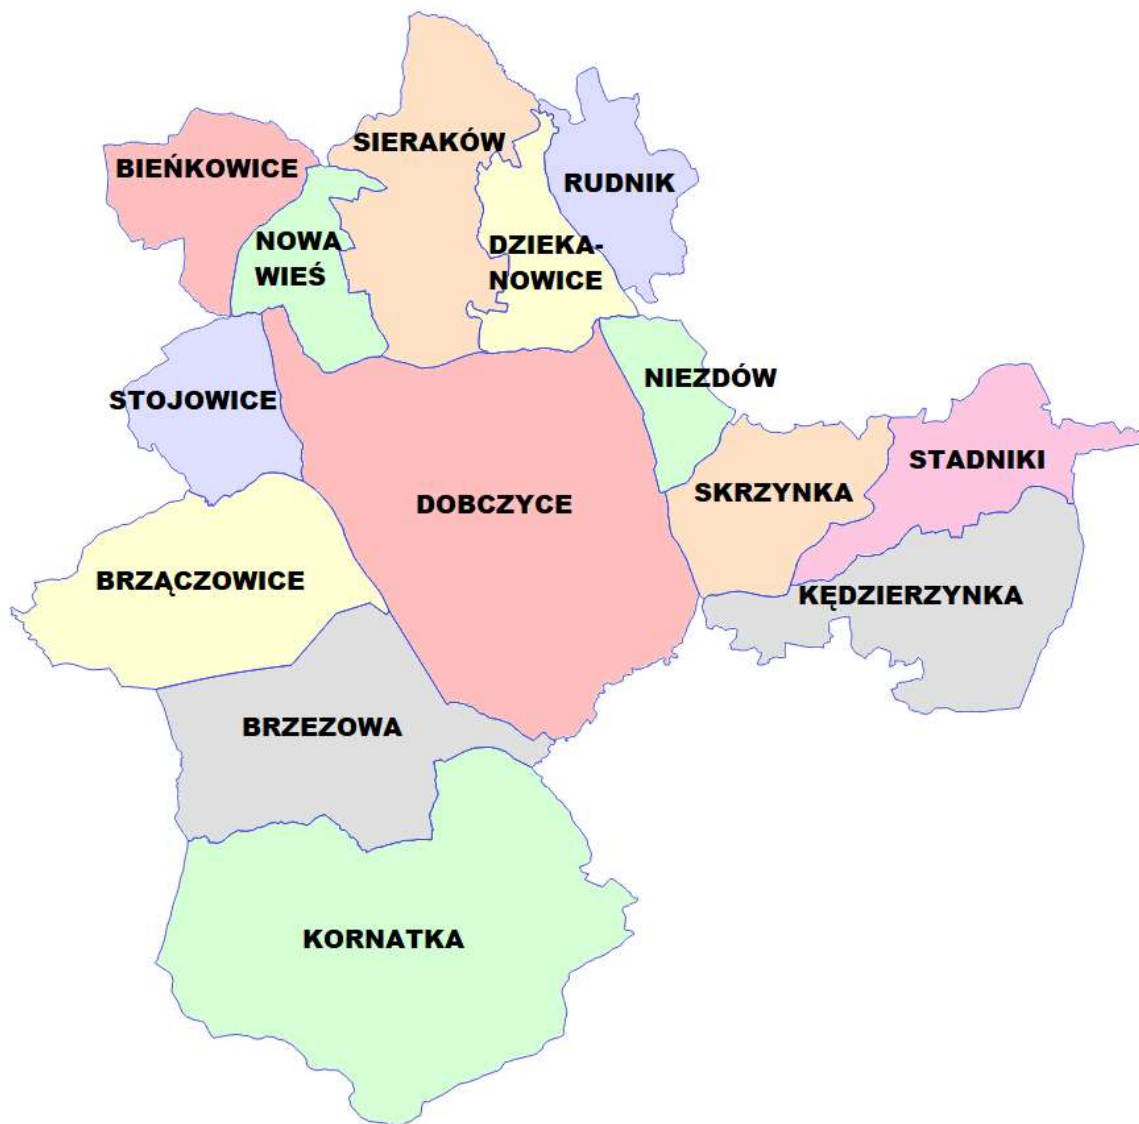 SIERAKÓW
BIEŃKOWICE
RUDNIK
NOWA
WIEŚ
DZIEKA-
NOWICE
NIEZDÓW
STOJOWICE
STADNIKI
SKRZYNKA
DOBCZYCE
BRZĄCZOWICE
KĘDZIERZYNKA
BRZEZOWA
KORNATKA